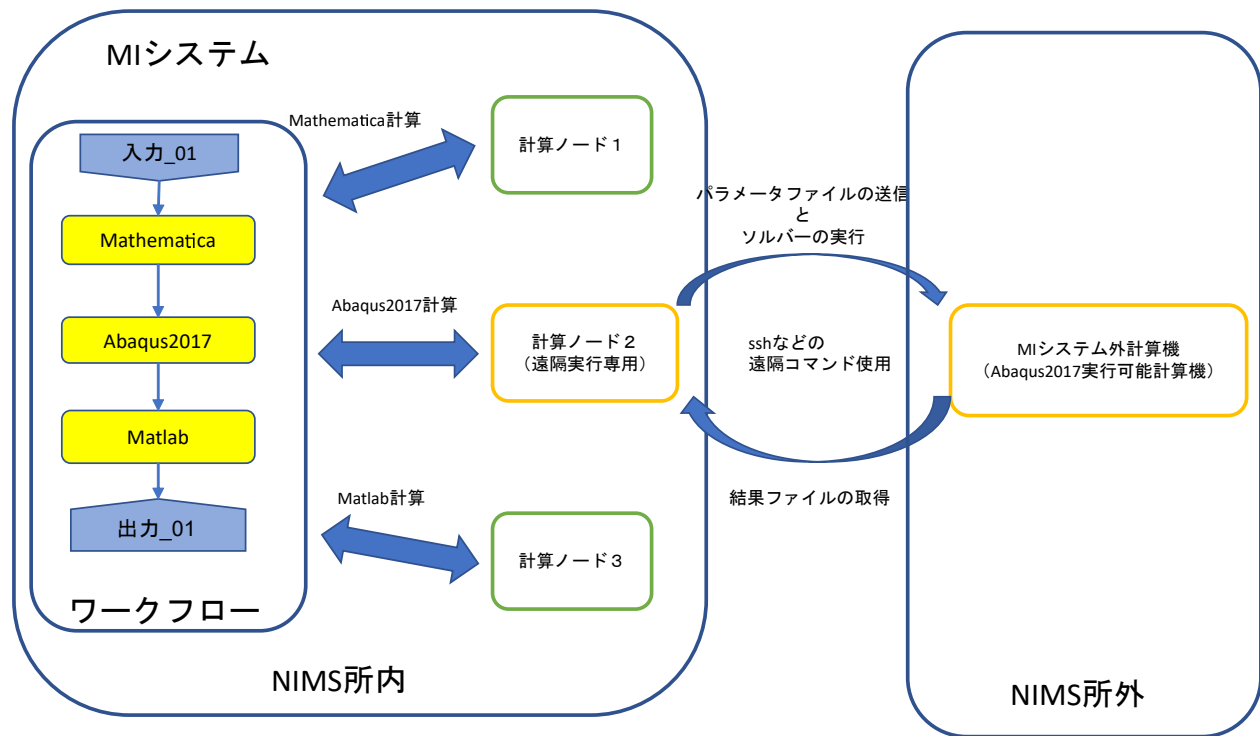 MIシステム
入力_01
Mathematica
Abaqus2017
Matlab
出力_01
ワークフロー
Mathematica計算
計算ノード１
Abaqus2017計算
計算ノード２
（遠隔実行専用）
Matlab計算
計算ノード３
NIMS所内
パラメータファイルの送信
と
ソルバーの実行
sshなどの
遠隔コマンド使用
結果ファイルの取得
MIシステム外計算機
（Abaqus2017実行可能計算機）
NIMS所外